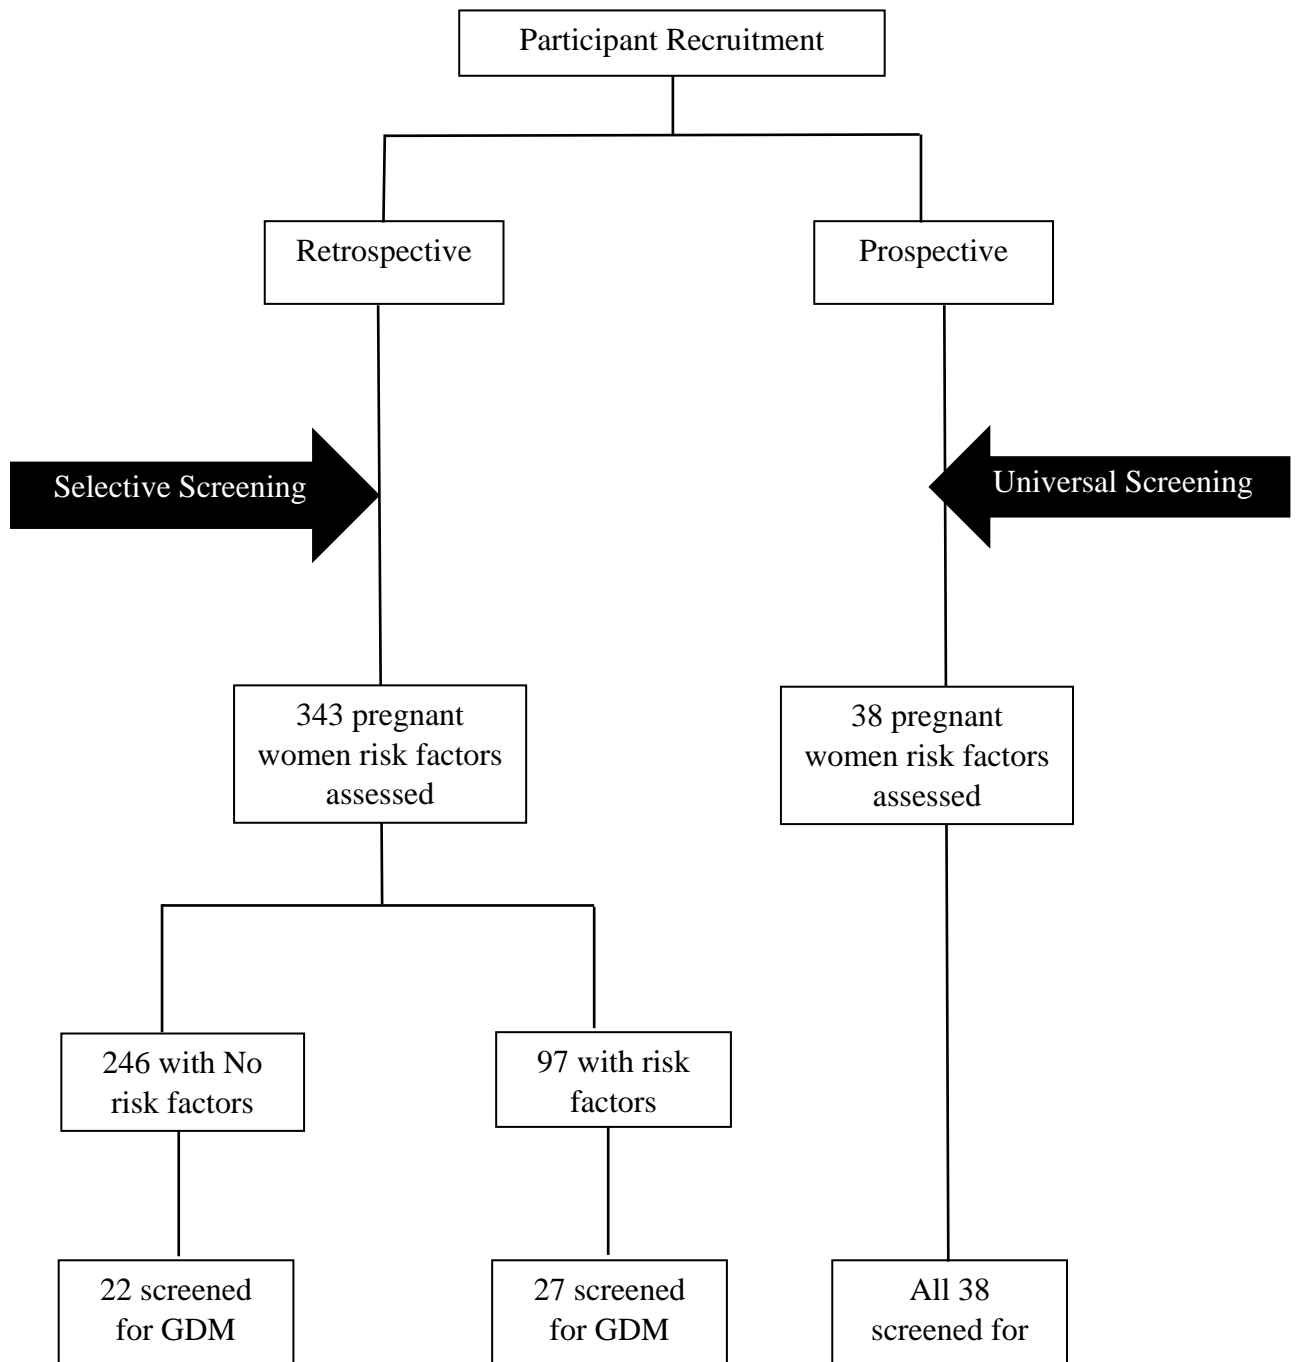 Participant Recruitment
Retrospective
Prospective
Selective Screening
Universal Screening
343 pregnant
women risk factors
assessed
38 pregnant
women risk factors
assessed
246 with No
risk factors
97 with risk
factors
22 screened
for GDM
27 screened
for GDM
All 38
screened for